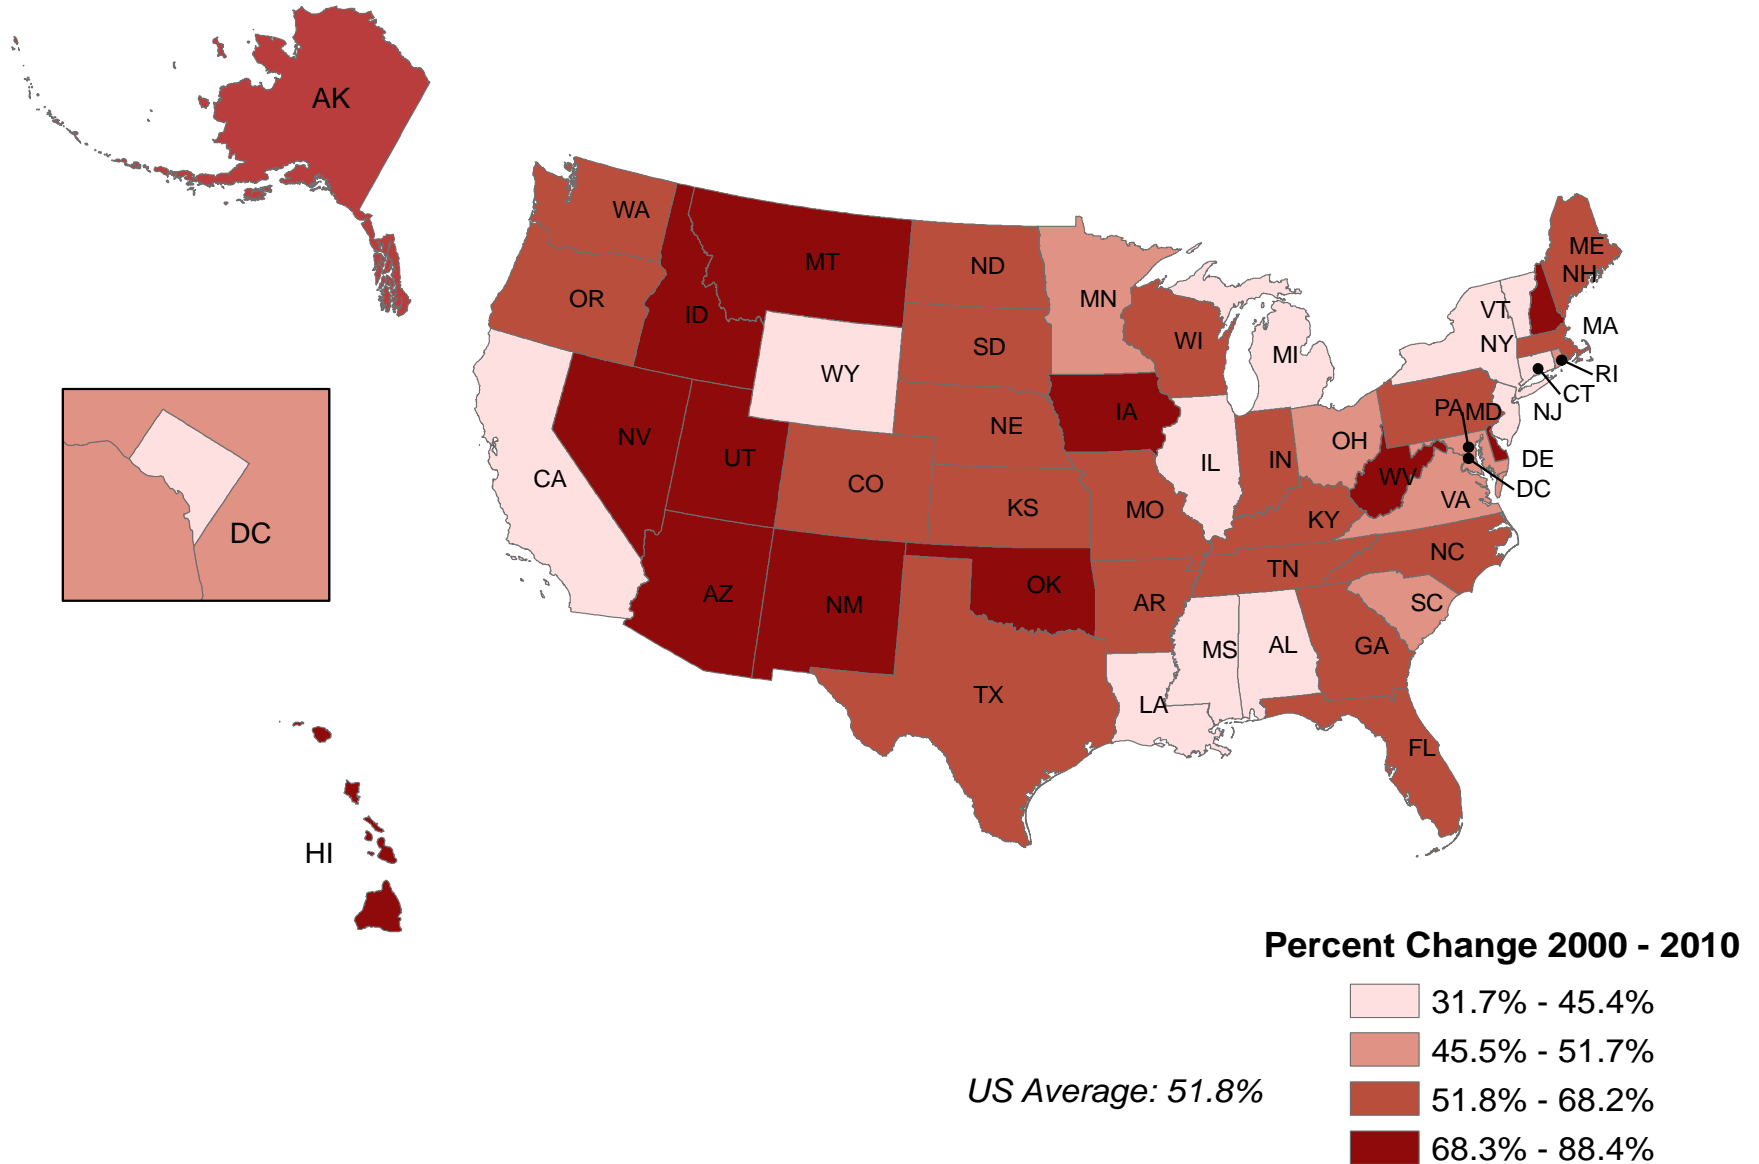 AK
WA
MT
ND
MN
ME
NH
OR
ID
SD
WI
MI
VT
NY
MA
WY
RI
CT
NJ
NE
IA
PA
MD
NV
UT
CO
IL
IN
OH
DE
DC
CA
KS
MO
WV
VA
KY
DC
NC
AZ
NM
OK
AR
TN
SC
MS
AL
GA
TX
LA
FL
HI
Percent Change 2000 - 2010
31.7% - 45.4%
45.5% - 51.7%
US Average: 51.8%
51.8% - 68.2%
68.3% - 88.4%